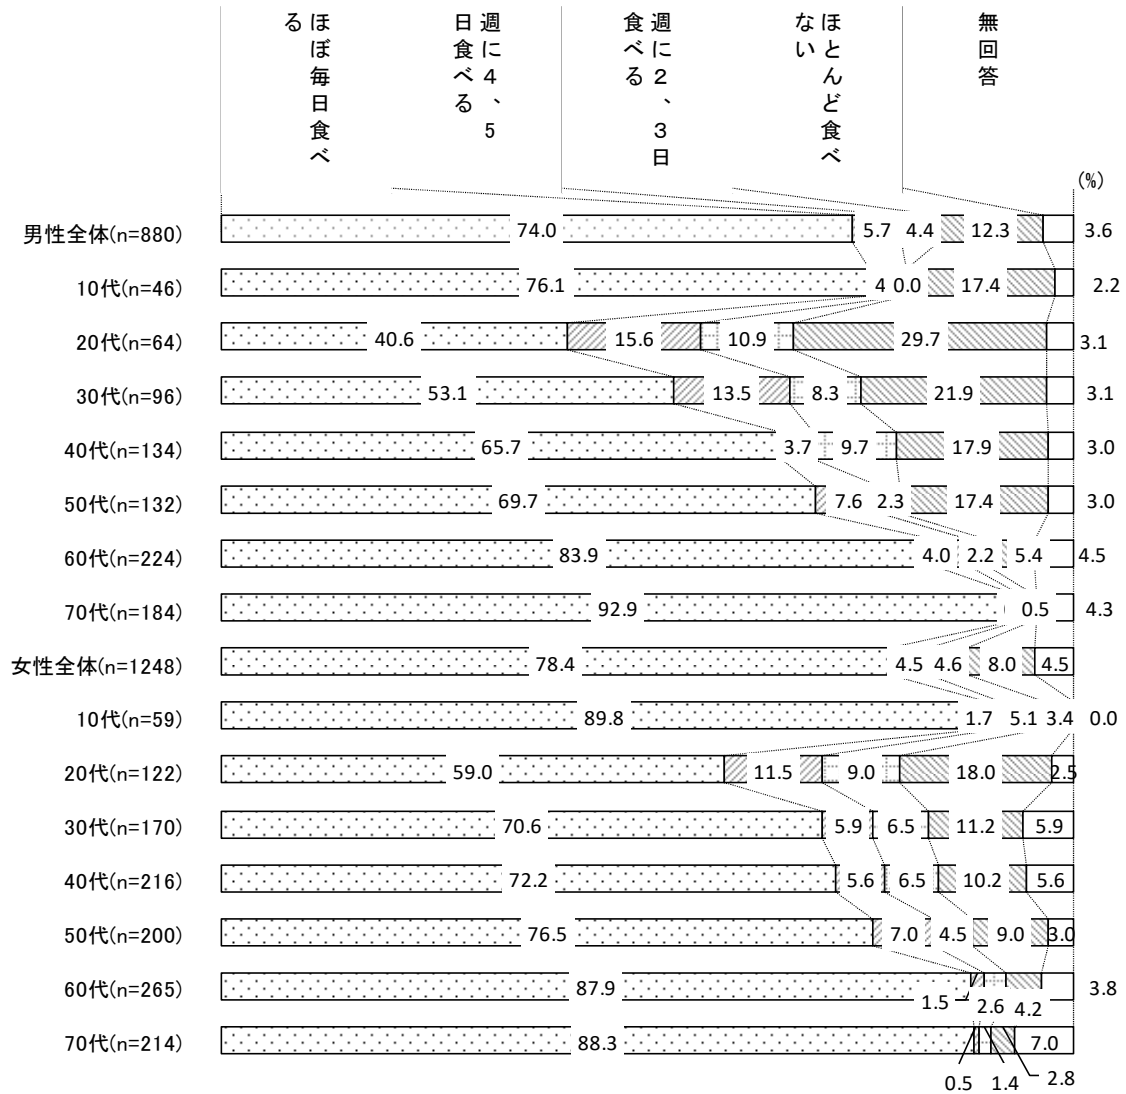 ほぼ毎日食べ
る
週に４、５
日食べる
週に２、３日
食べる
ほとんど食べ
ない
無回答
(%)
男性全体(n=880) 74.0 5.7 4.4 12.3 3.6
10代(n=46) 76.1 4 0.0 17.4 2.2
20代(n=64) 40.6 15.6 10.9 29.7 3.1
30代(n=96) 53.1 13.5 8.3 21.9 3.1
40代(n=134) 65.7 3.7 9.7 17.9 3.0
50代(n=132) 69.7 7.6 2.3 17.4 3.0
60代(n=224) 83.9 4.0 2.2 5.4 4.5
70代(n=184) 92.9 0.5 4.3
女性全体(n=1248) 78.4 4.5 4.6 8.0 4.5
10代(n=59) 89.8 1.7 5.1 3.4 0.0
20代(n=122) 59.0 11.5 9.0 18.0 2.5
30代(n=170) 70.6 5.9 6.5 11.2 5.9
40代(n=216) 72.2 5.6 6.5 10.2 5.6
50代(n=200) 76.5 7.0 4.5 9.0 3.0
60代(n=265) 87.9 1.5 2.6 4.2 3.8
70代(n=214) 88.3 0.5 1.4 2.8 7.0